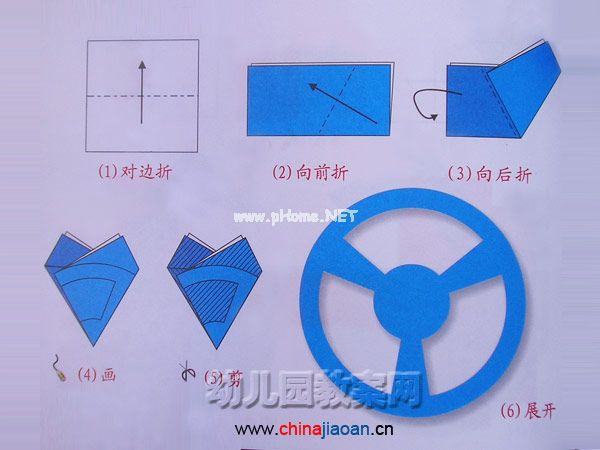 (1)对边折
(2)向前折
(3)向后折
www.pHome.NET
(4)画
(5)剪
幼儿园教案网
(6)展开
www.chinajiaoan.cn